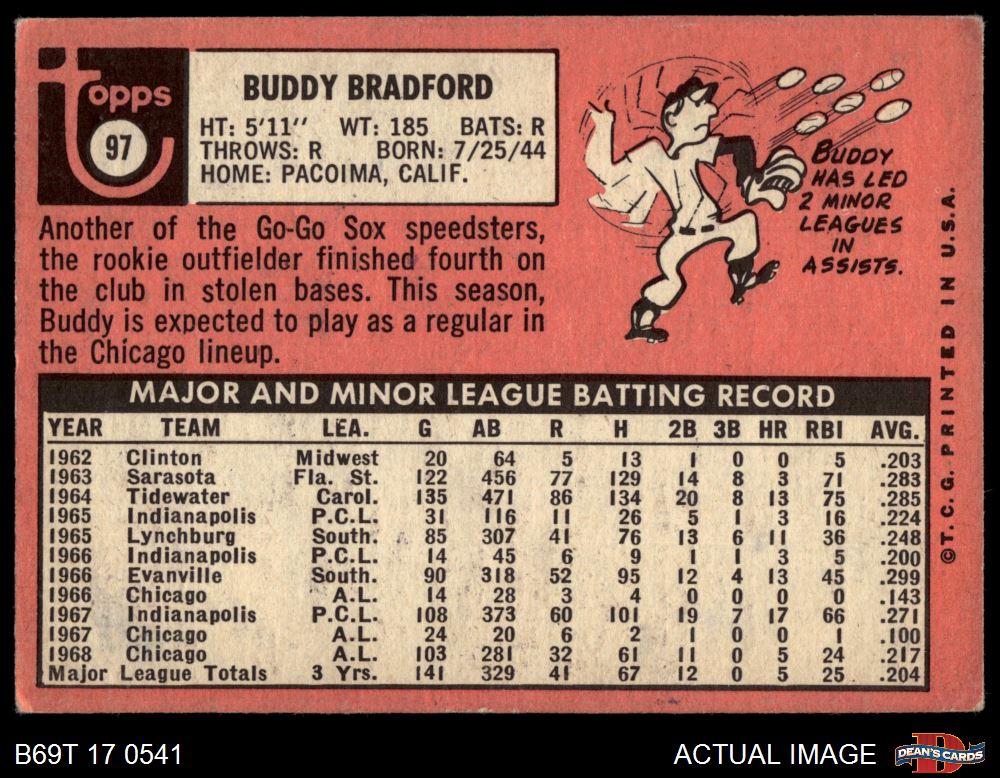 topps
97
BUDDY BRADFORD
HT: 5'11" WT: 185 BATS: R
THROWS: R BORN: 7/25/44
HOME: PACOIMA, CALIF.
BUDDY
HAS LED
2 MINOR
LEAGUES
IN
ASSISTS.
Another of the Go-Go Sox speedsters,
the rookie outfielder finished fourth on
the club in stolen bases. This season,
Buddy is expected to play as a regular in
the Chicago lineup.
MAJOR AND MINOR LEAGUE BATTING RECORD
YEAR TEAM LEA. G AB R H 2B 3B HR RBI AVG.
1962 Clinton Midwest 20 64 5 13 1 0 0 5 .203
1963 Sarasota Fla. St. 122 456 77 129 14 8 3 71 .283
1964 Tidewater Carol. 135 471 86 134 20 8 13 75 .285
1965 Indianapolis P.C.L. 31 116 11 26 5 1 3 16 .224
1965 Lynchburg South. 85 307 41 76 13 6 11 36 .248
1966 Indianapolis P.C.L. 14 45 6 9 1 1 3 5 .200
1966 Evanville South. 90 318 52 95 12 4 13 45 .299
1966 Chicago A.L. 14 28 3 4 0 0 0 0 .143
1967 Indianapolis P.C.L. 108 373 60 101 19 7 17 66 .271
1967 Chicago A.L. 24 20 6 2 1 0 0 1 .100
1968 Chicago A.L. 103 281 32 61 11 0 5 24 .217
Major League Totals 3 Yrs. 141 329 41 67 12 0 5 25 .204
©T. C. G. PRINTED IN U.S.A.
B69T 17 0541
ACTUAL IMAGE
DEAN'S CARDS